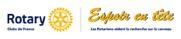 Rotary
Clubs de France
Espoir en tête
Les Rotariens aident la recherche sur le cerveau